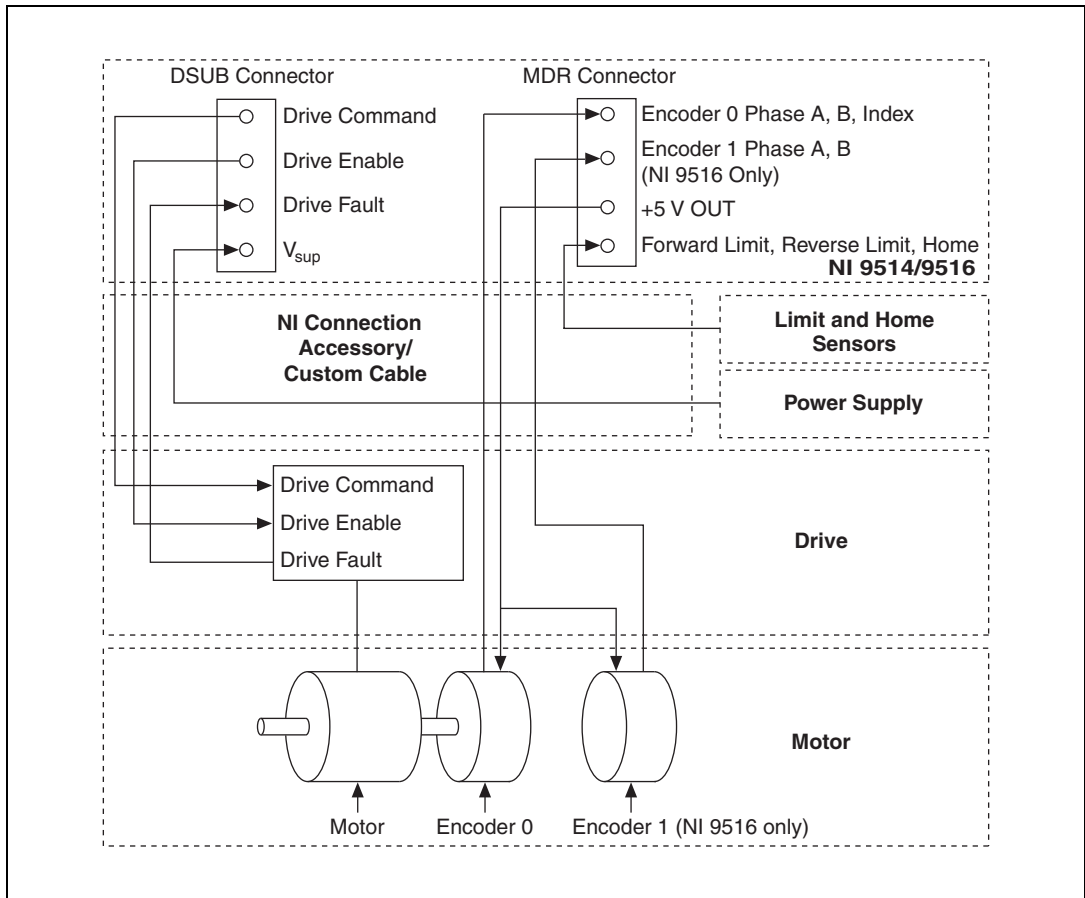 DSUB Connector
Drive Command
Drive Enable
Drive Fault
Vsup
MDR Connector
Encoder 0 Phase A, B, Index
Encoder 1 Phase A, B
(NI 9516 Only)
+5 V OUT
Forward Limit, Reverse Limit, Home
NI 9514/9516
NI Connection
Accessory/
Custom Cable
Limit and Home
Sensors
Power Supply
Drive Command
Drive Enable
Drive Fault
Drive
Motor
Motor
Encoder 0
Encoder 1 (NI 9516 only)